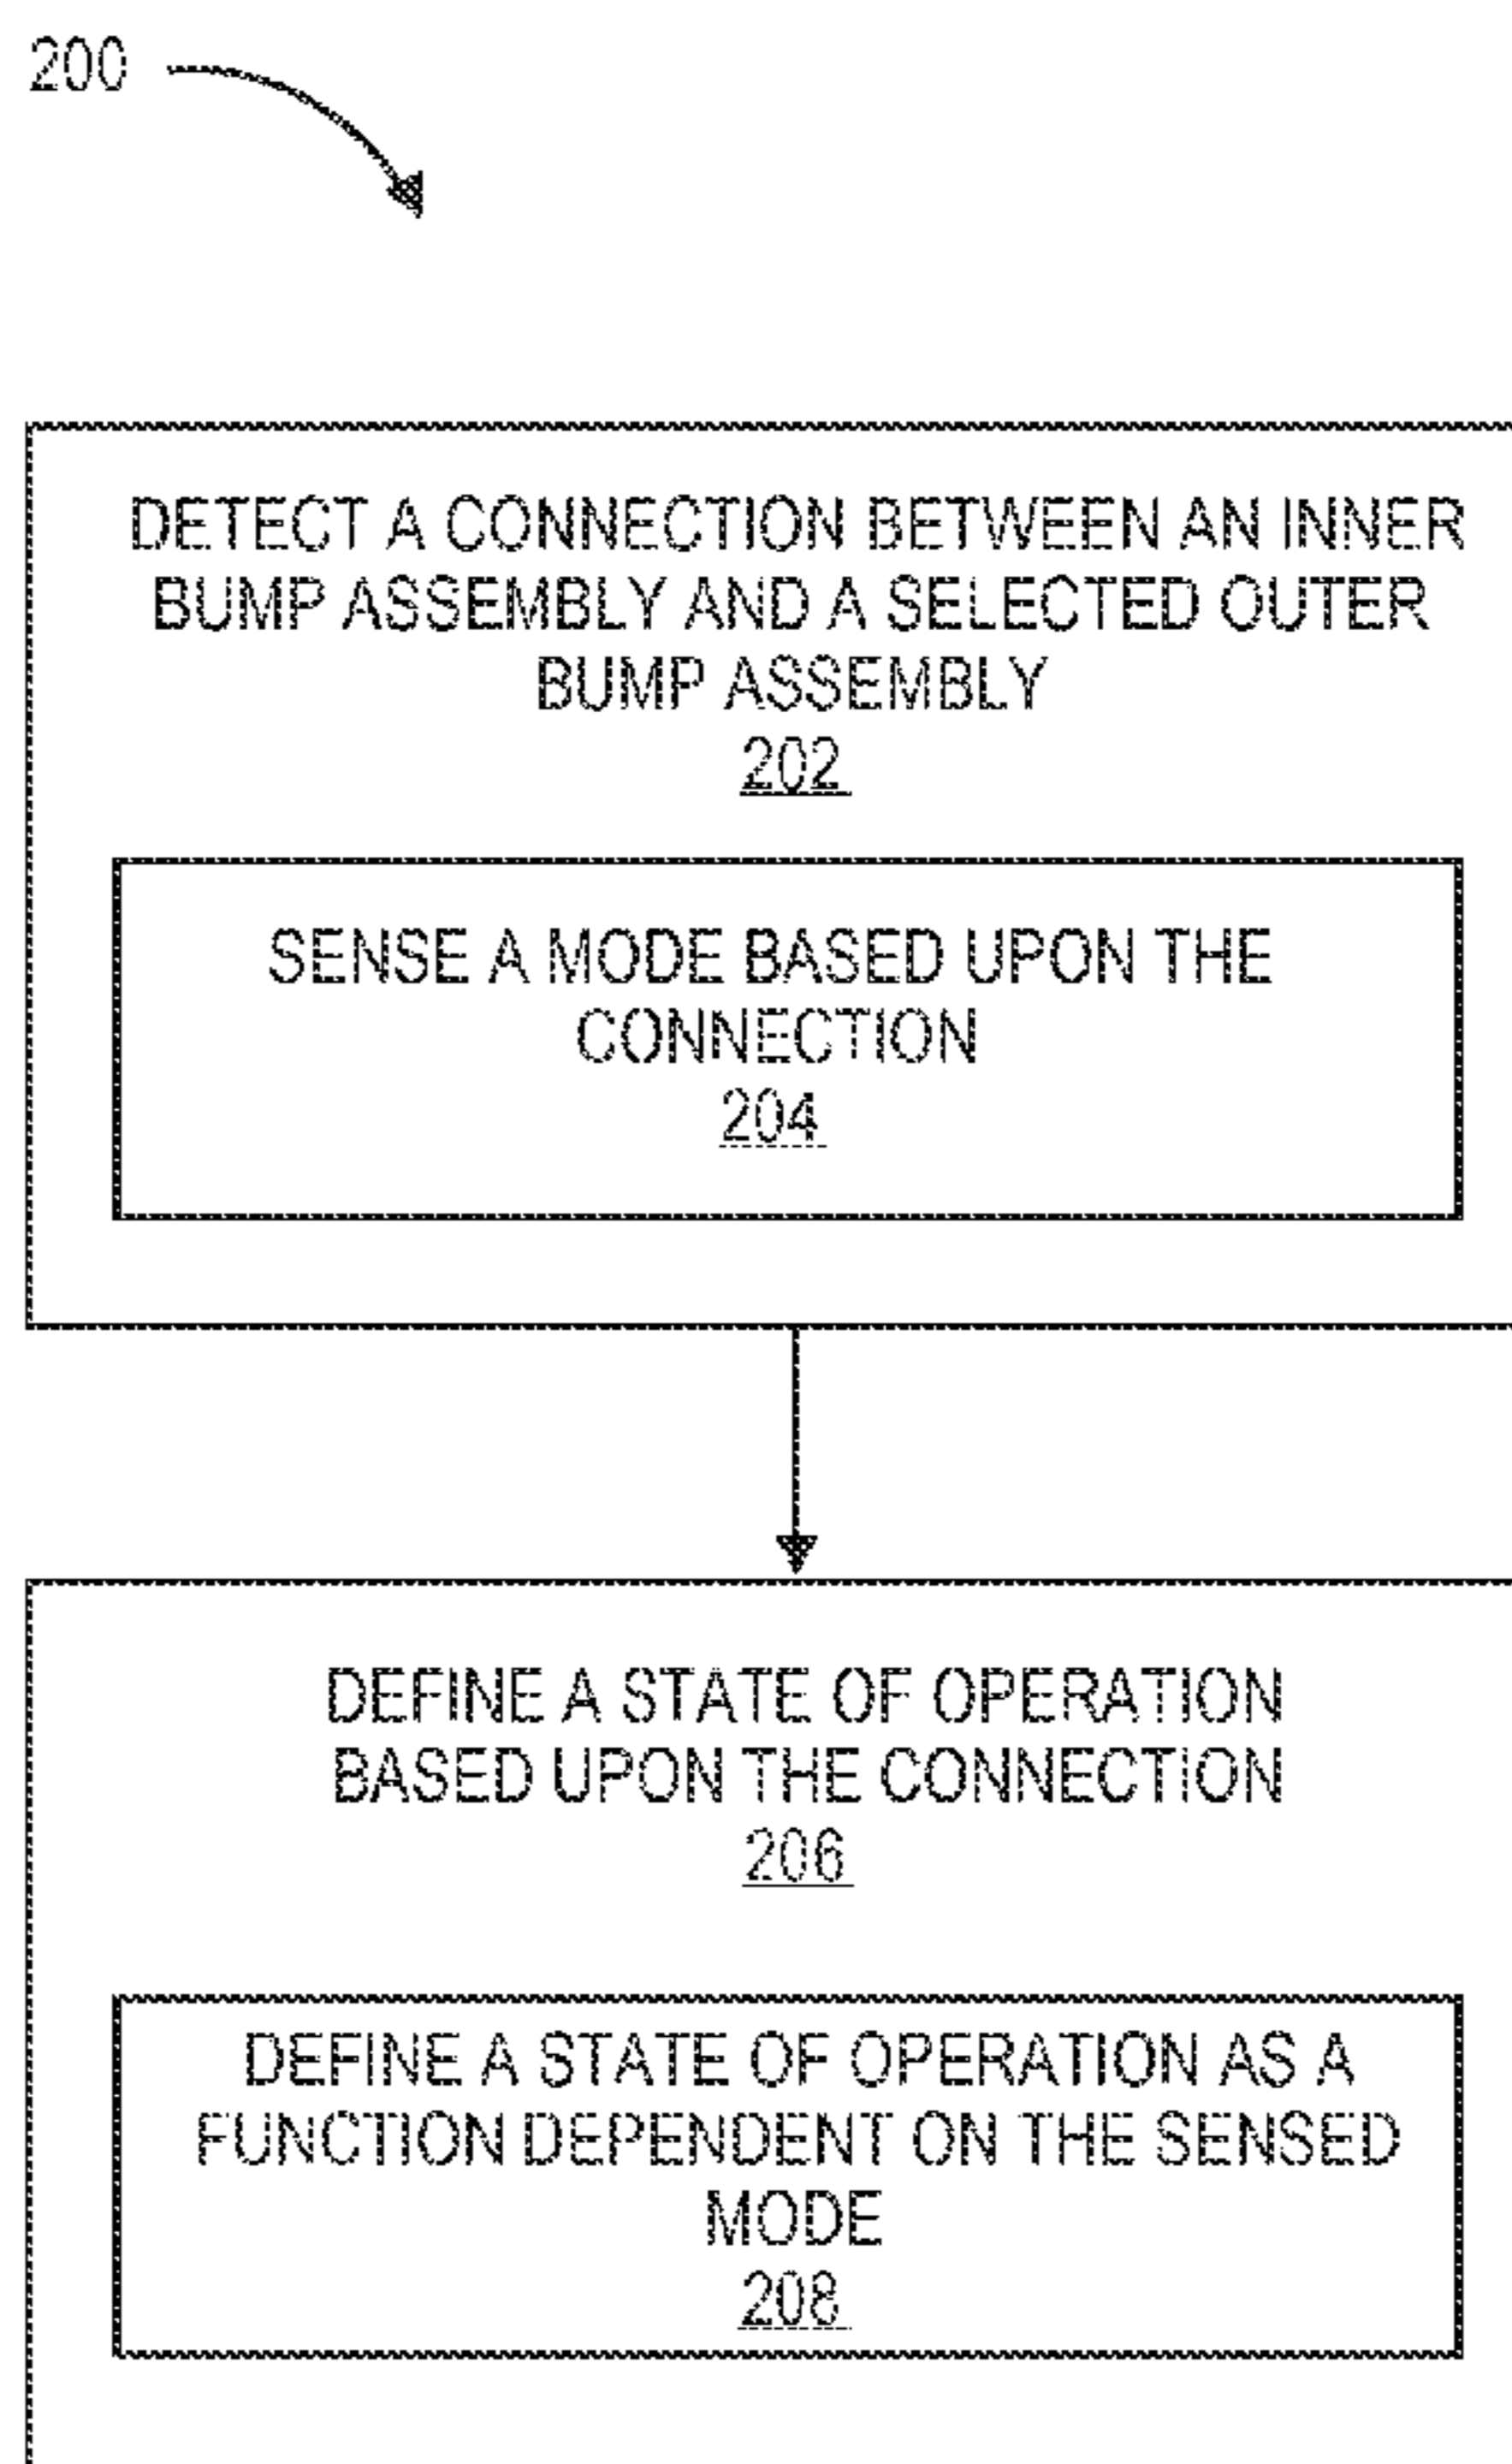 200
DETECT A CONNECTION BETWEEN AN INNER
BUMP ASSEMBLY AND A SELECTED OUTER
BUMP ASSEMBLY
202
SENSE A MODE BASED UPON THE
CONNECTION
204
DEFINE A STATE OF OPERATION
BASED UPON THE CONNECTION
206
DEFINE A STATE OF OPERATION AS A
FUNCTION DEPENDENT ON THE SENSED
MODE
208